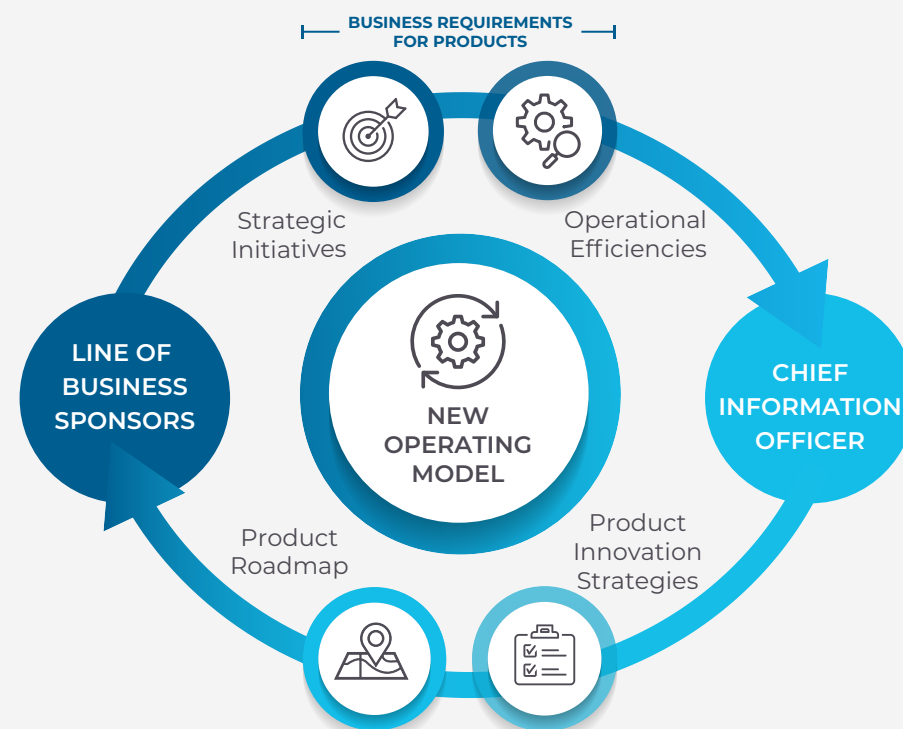 BUSINESS REQUIREMENTS
FOR PRODUCTS
Strategic
Initiatives
Operational
Efficiencies
LINE OF
BUSINESS
SPONSORS
NEW
OPERATING
MODEL
CHIEF
INFORMATION
OFFICER
Product
Roadmap
Product
Innovation
Strategies